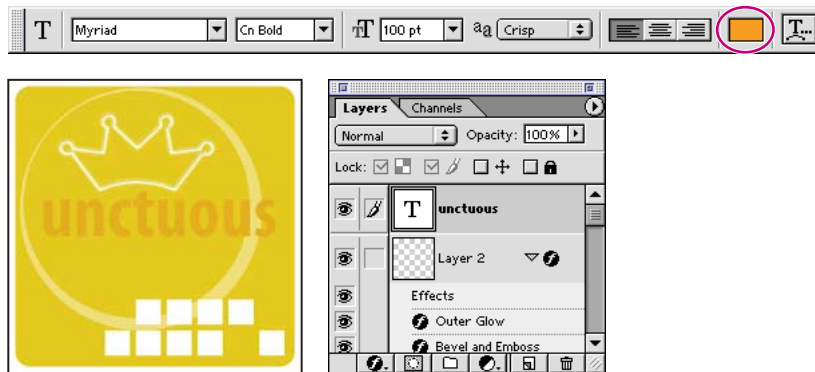 T Myriad Cn Bold T 100 pt aa Crisp T
unctuous
Layers Channels
Normal Opacity: 100%
Lock:
T unctuous
Layer 2
Effects
Outer Glow
Bevel and Emboss